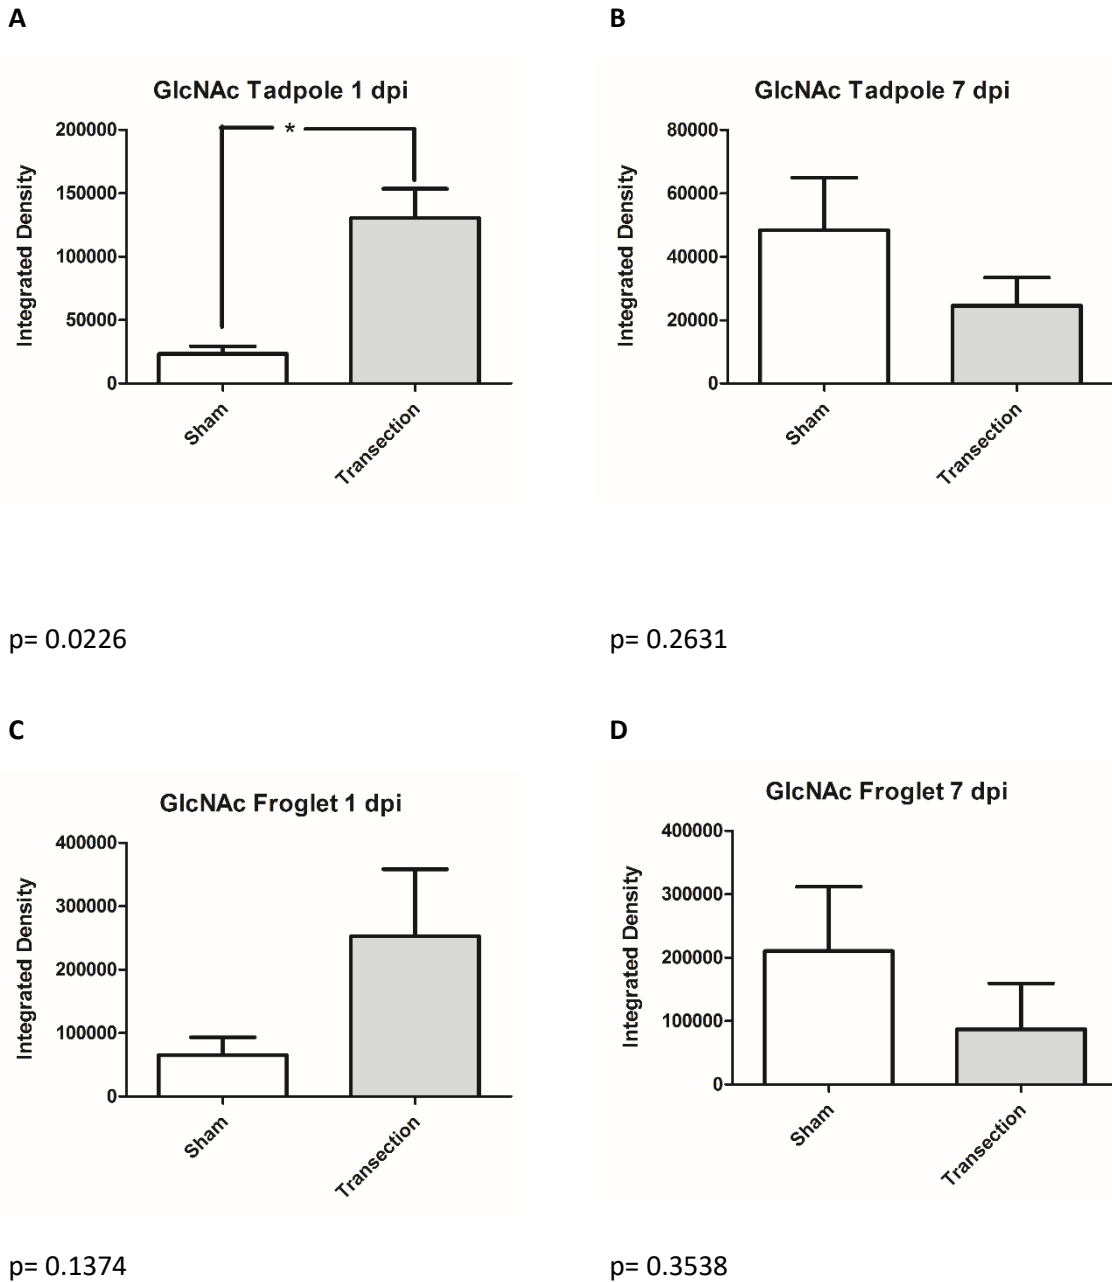 A
GlcNAc Tadpole 1 dpi
Integrated Density
200000
150000
100000
50000
0
*
Sham
Transection
p= 0.0226
B
GlcNAc Tadpole 7 dpi
Integrated Density
80000
60000
40000
20000
0
Sham
Transection
p= 0.2631
C
GlcNAc Froglet 1 dpi
Integrated Density
400000
300000
200000
100000
0
Sham
Transection
p= 0.1374
D
GlcNAc Froglet 7 dpi
Integrated Density
400000
300000
200000
100000
0
Sham
Transection
p= 0.3538